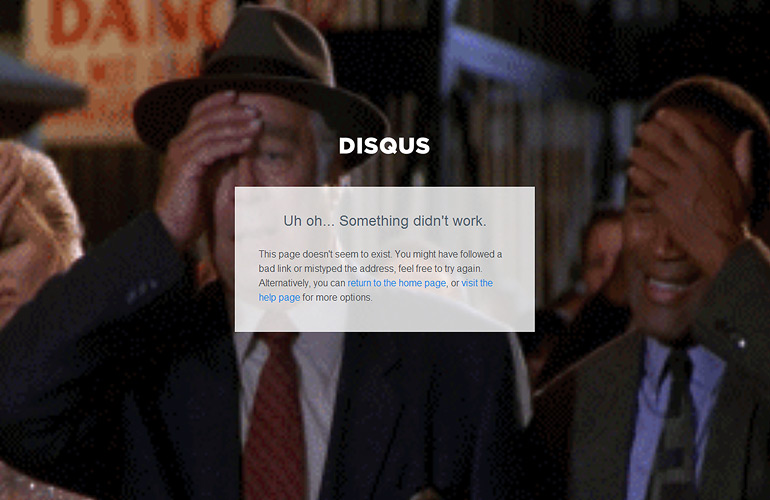 DANG
DISQUS
Uh oh... Something didn't work.
This page doesn't seem to exist. You might have followed a
bad link or mistyped the address, feel free to try again.
Alternatively, you can return to the home page, or visit the
help page for more options.